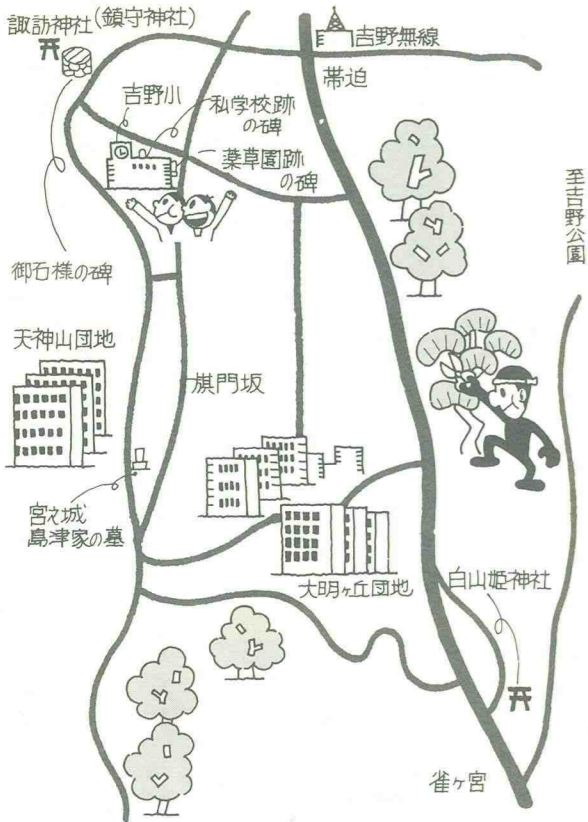 諏訪神社(鎮守神社)
吉野無線
帯迫
吉野小
私学校跡
の碑
薬草園跡
の碑
至吉野公園
御石様の碑
天神山団地
旗門坂
宮之城
島津家の墓
大明ヶ丘団地
白山姫神社
雀ヶ宮